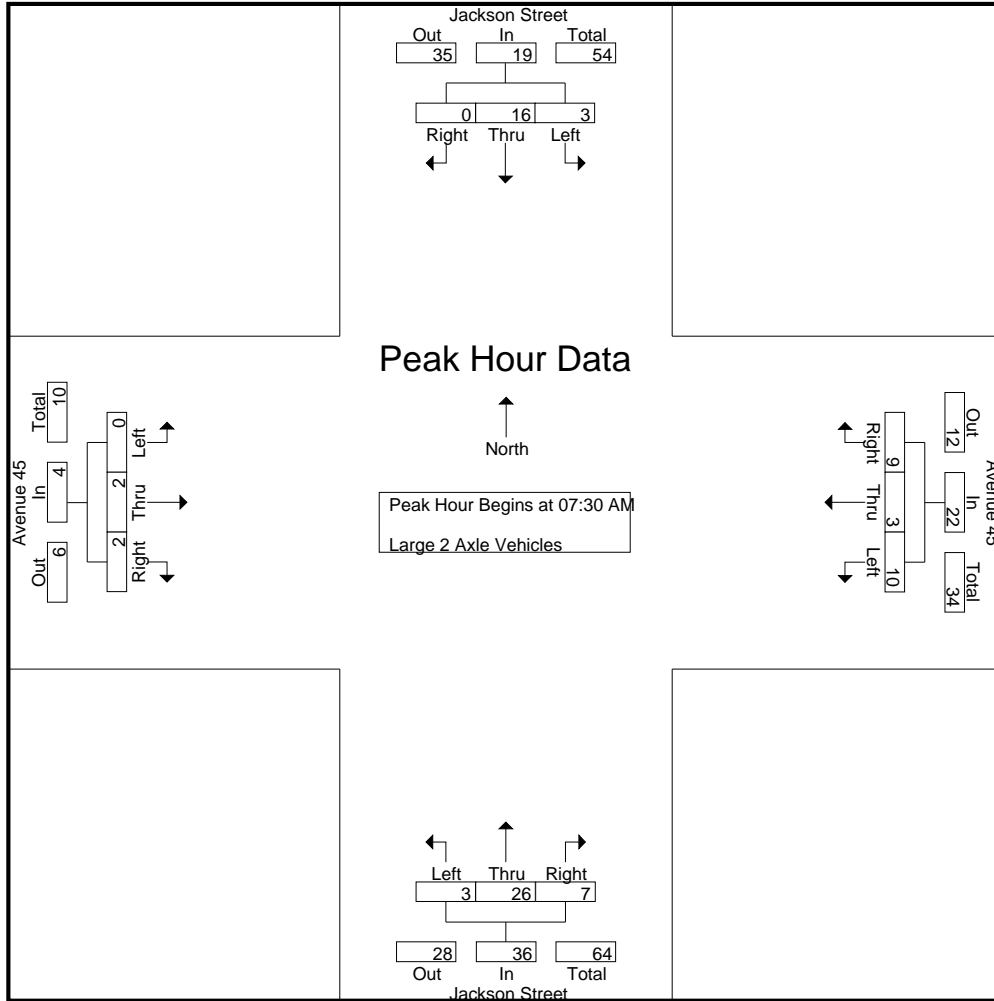 Jackson Street
Out In Total
35 19 54
0 16 3
Right Thru Left
Peak Hour Data
North
Peak Hour Begins at 07:30 AM
Large 2 Axle Vehicles
Avenue 45
Total In Out
10 4 6
0 2 2
Left Thru Right
Right Thru Left
9 3 10
Out In Total
12 22 34
Avenue 45
Left Thru Right
3 26 7
28 36 64
Out In Total
Jackson Street